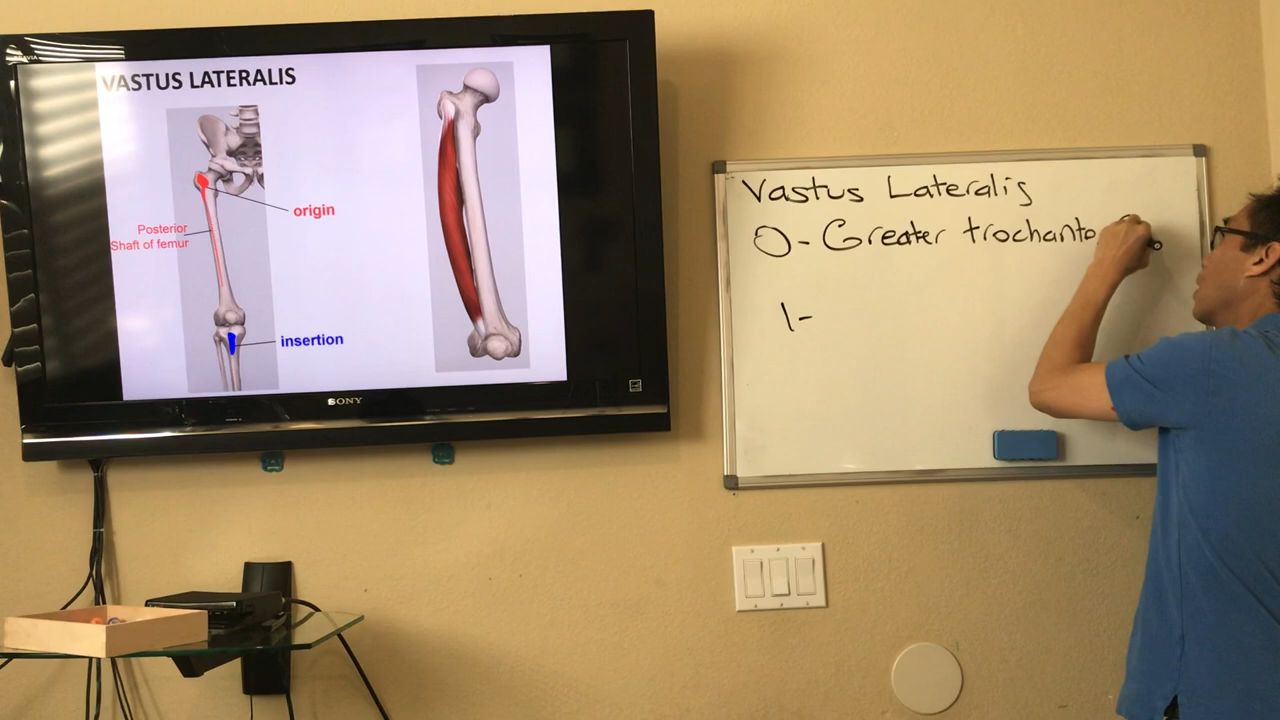 VASTUS LATERALIS
origin
Posterior
Shaft of femur
insertion
SONY
Vastus Lateralis
O- Greater trochanto
I-